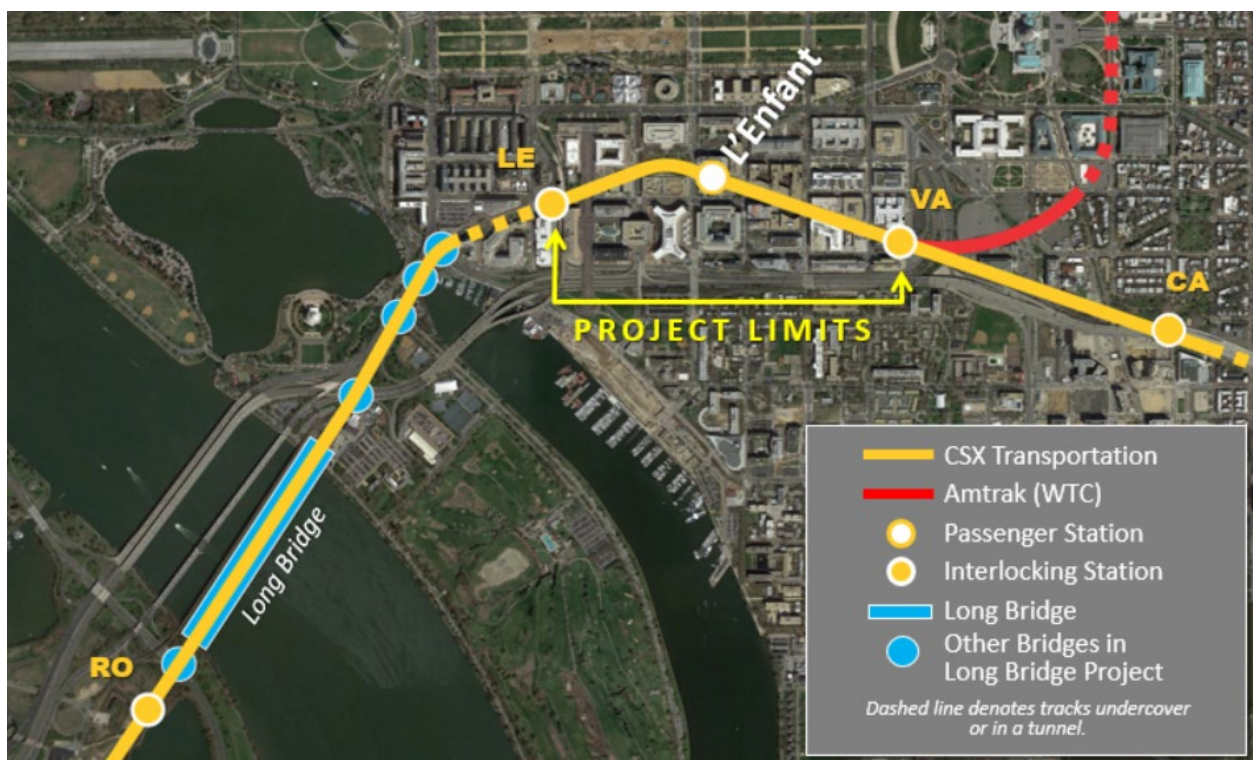 L'Enfant
LE
VA
CA
PROJECT LIMITS
Long Bridge
RO
CSX Transportation
Amtrak (WTC)
Passenger Station
Interlocking Station
Long Bridge
Other Bridges in
Long Bridge Project
Dashed line denotes tracks undercover
or in a tunnel.